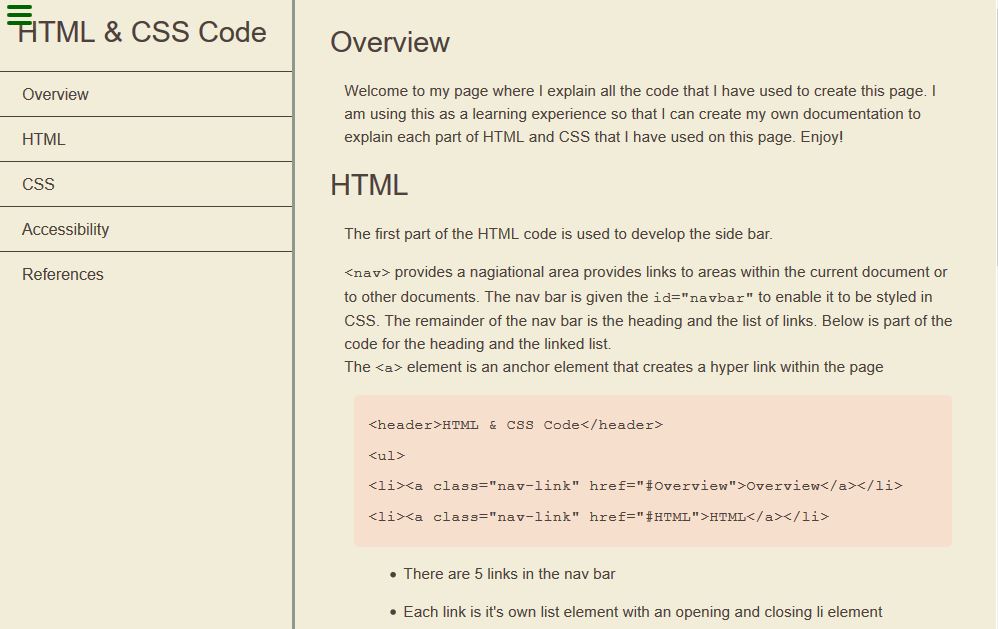 HTML & CSS Code
Overview
HTML
CSS
Accessibility
References
Overview
Welcome to my page where I explain all the code that I have used to create this page. I
am using this as a learning experience so that I can create my own documentation to
explain each part of HTML and CSS that I have used on this page. Enjoy!
HTML
The first part of the HTML code is used to develop the side bar.
<nav> provides a nagiational area provides links to areas within the current document or
to other documents. The nav bar is given the id="navbar" to enable it to be styled in
CSS. The remainder of the nav bar is the heading and the list of links. Below is part of the
code for the heading and the linked list.
The <a> element is an anchor element that creates a hyper link within the page
<header>HTML & CSS Code</header>
<ul>
<li><a class="nav-link" href="#Overview">Overview</a></li>
<li><a class="nav-link" href="#HTML">HTML</a></li>
• There are 5 links in the nav bar
• Each link is it's own list element with an opening and closing li element